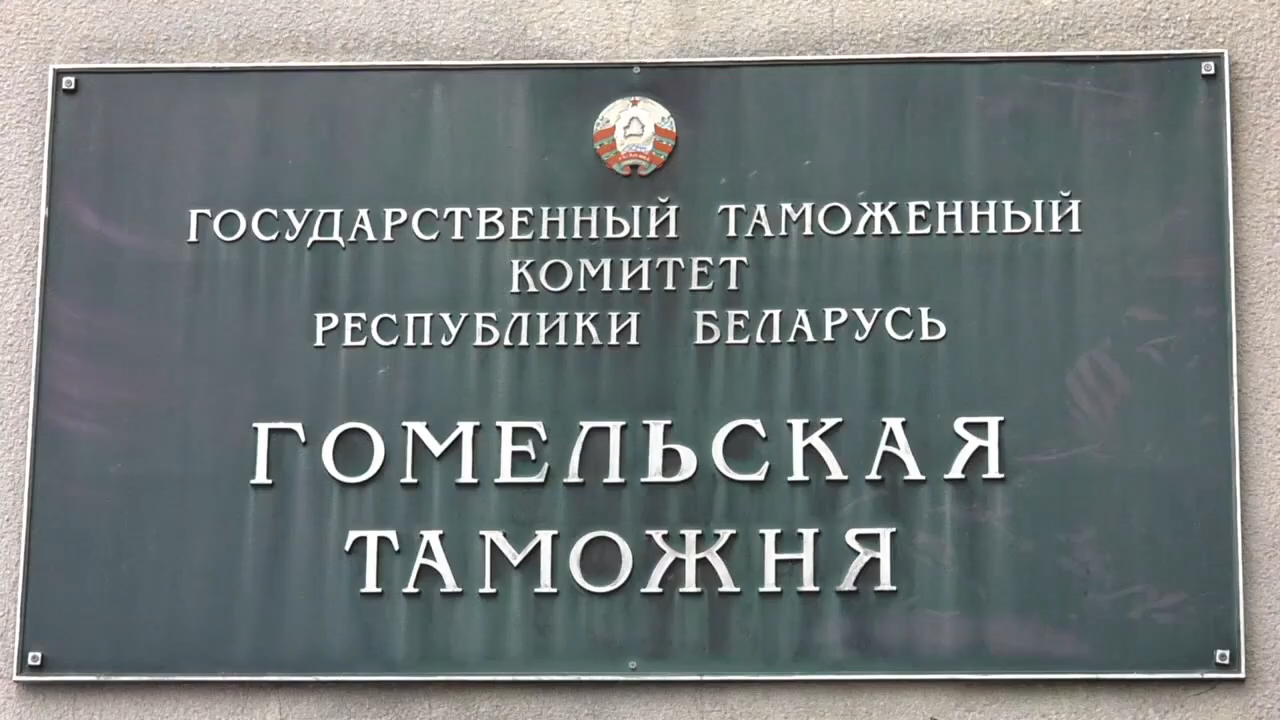 ГОСУДАРСТВЕННЫЙ ТАМОЖЕННЫЙ
КОМИТЕТ
РЕСПУБЛИКИ БЕЛАРУСЬ
ГОМЕЛЬСКАЯ
ТАМОЖНЯ